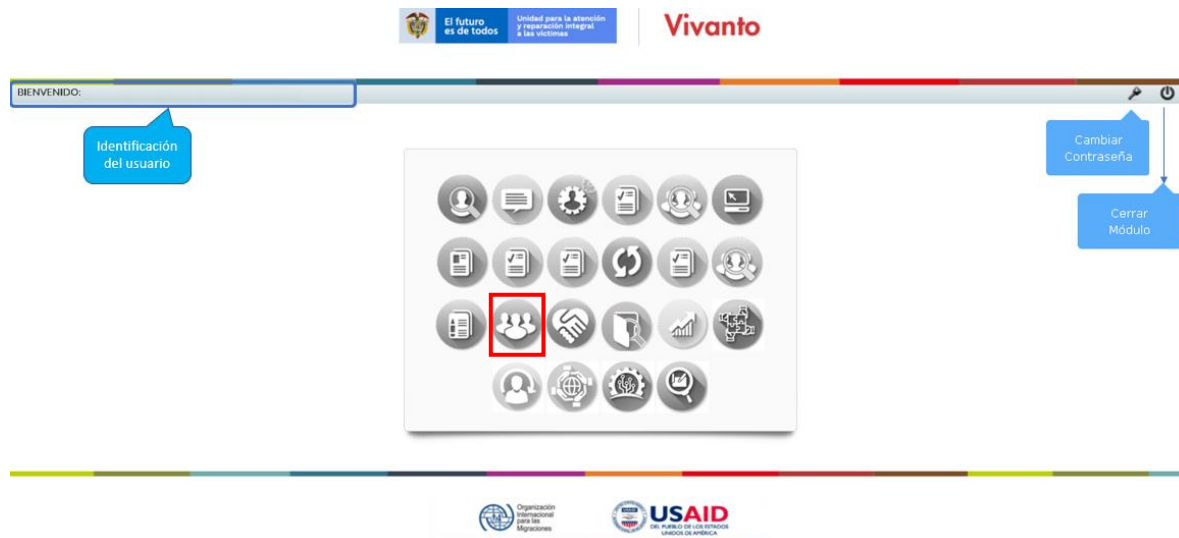 El futuro
es de todos
Unidad para la atención
y reparación integral
a las víctimas
Vivanto
BIENVENIDO:
Identificación
del usuario
Cambiar
Contraseña
Cerrar
Módulo
Organización
Internacional
para las
Migraciones
USAID
DEL PUEBLO DE LOS ESTADOS
UNIDOS DE AMÉRICA